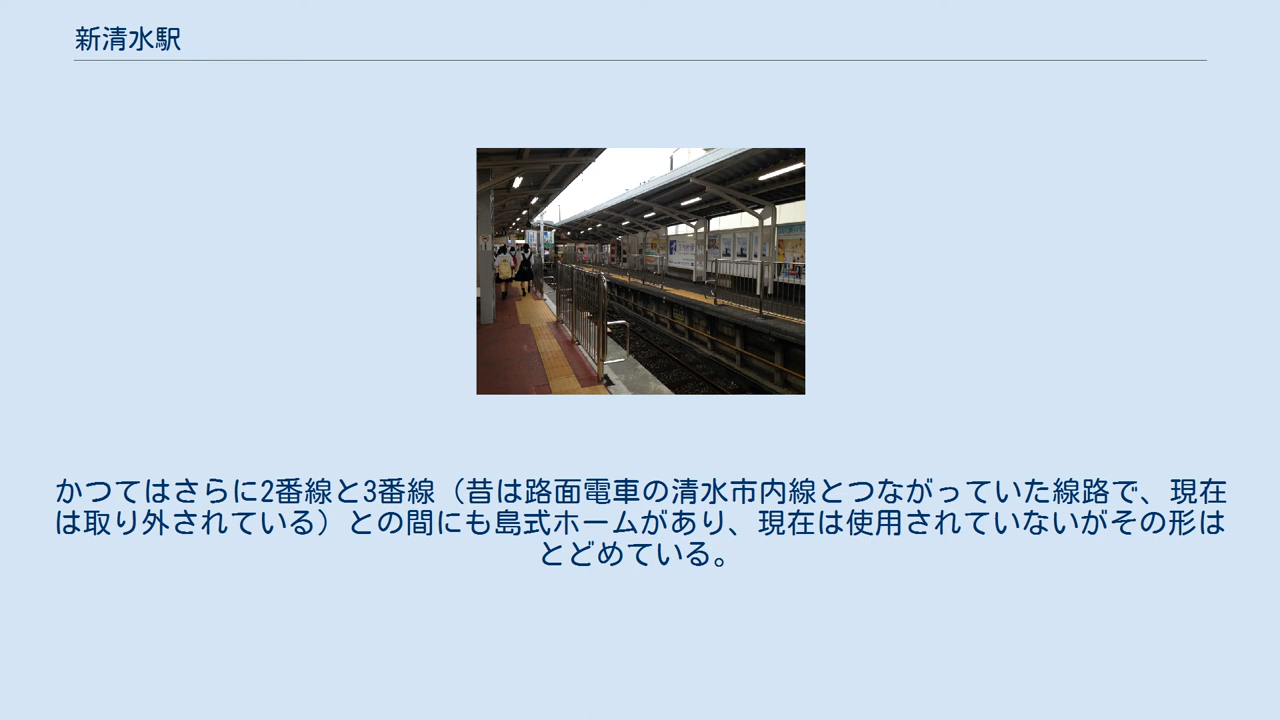 新清水駅
かつてはさらに2番線と3番線（昔は路面電車の清水市内線とつながっていた線路で、現在
は取り外されている）との間にも島式ホームがあり、現在は使用されていないがその形は
とどめている。